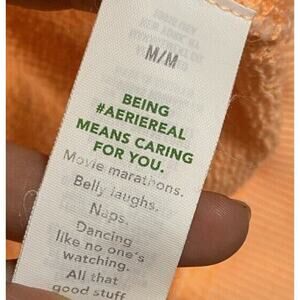 M/M
BEING
#AERIEREAL
MEANS CARING
FOR YOU.
Movie marathons.
Belly laughs.
Naps.
Dancing
like no one's
watching.
All that
good stuff